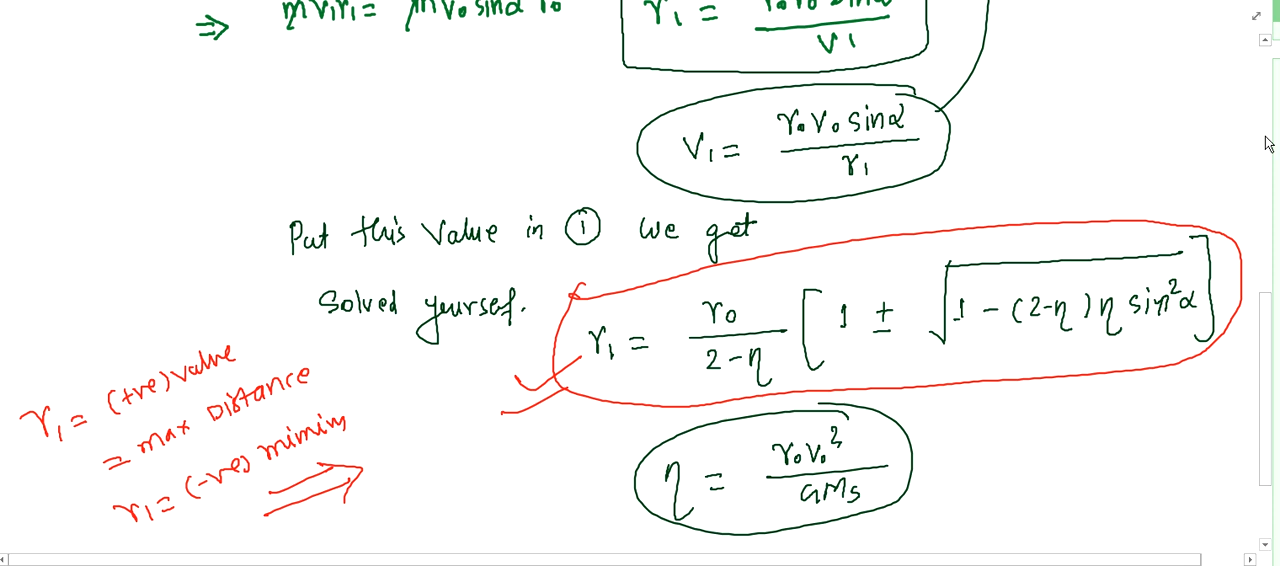 ⇒ mv₁r₁ = mv₀ sinα r₀
r₁ = r₀v₀ sinα / v₁
v₁ = r₀v₀ sinα / r₁
Put this value in ① we get
Solved yourself.
r₁ = r₀ / (2-η) [ 1 ± √(1 - (2-η)η sin²α) ]
r₁ = (+ve) value
= max Distance
r₁ = (-ve)
η = r₀v₀² / GMs